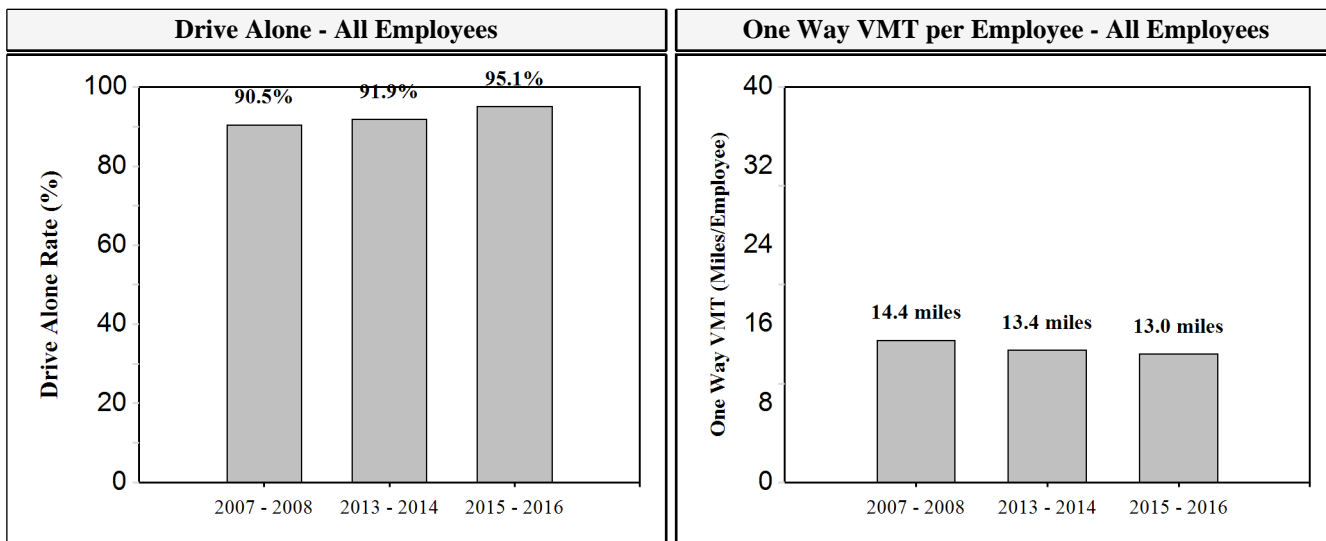 Drive Alone - All Employees
Drive Alone Rate (%)
100
80
60
40
20
0
90.5%
91.9%
95.1%
2007 - 2008
2013 - 2014
2015 - 2016
One Way VMT per Employee - All Employees
One Way VMT (Miles/Employee)
40
32
24
16
8
0
14.4 miles
13.4 miles
13.0 miles
2007 - 2008
2013 - 2014
2015 - 2016